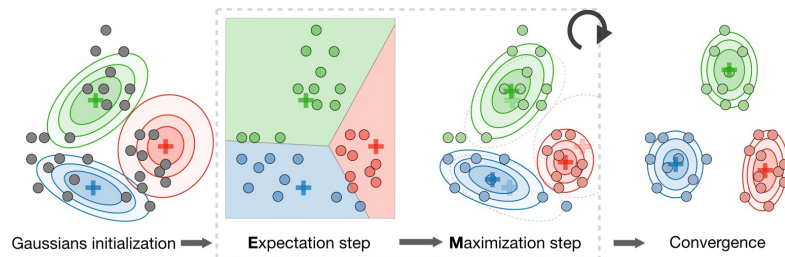 Gaussians initialization
Expectation step
Maximization step
Convergence